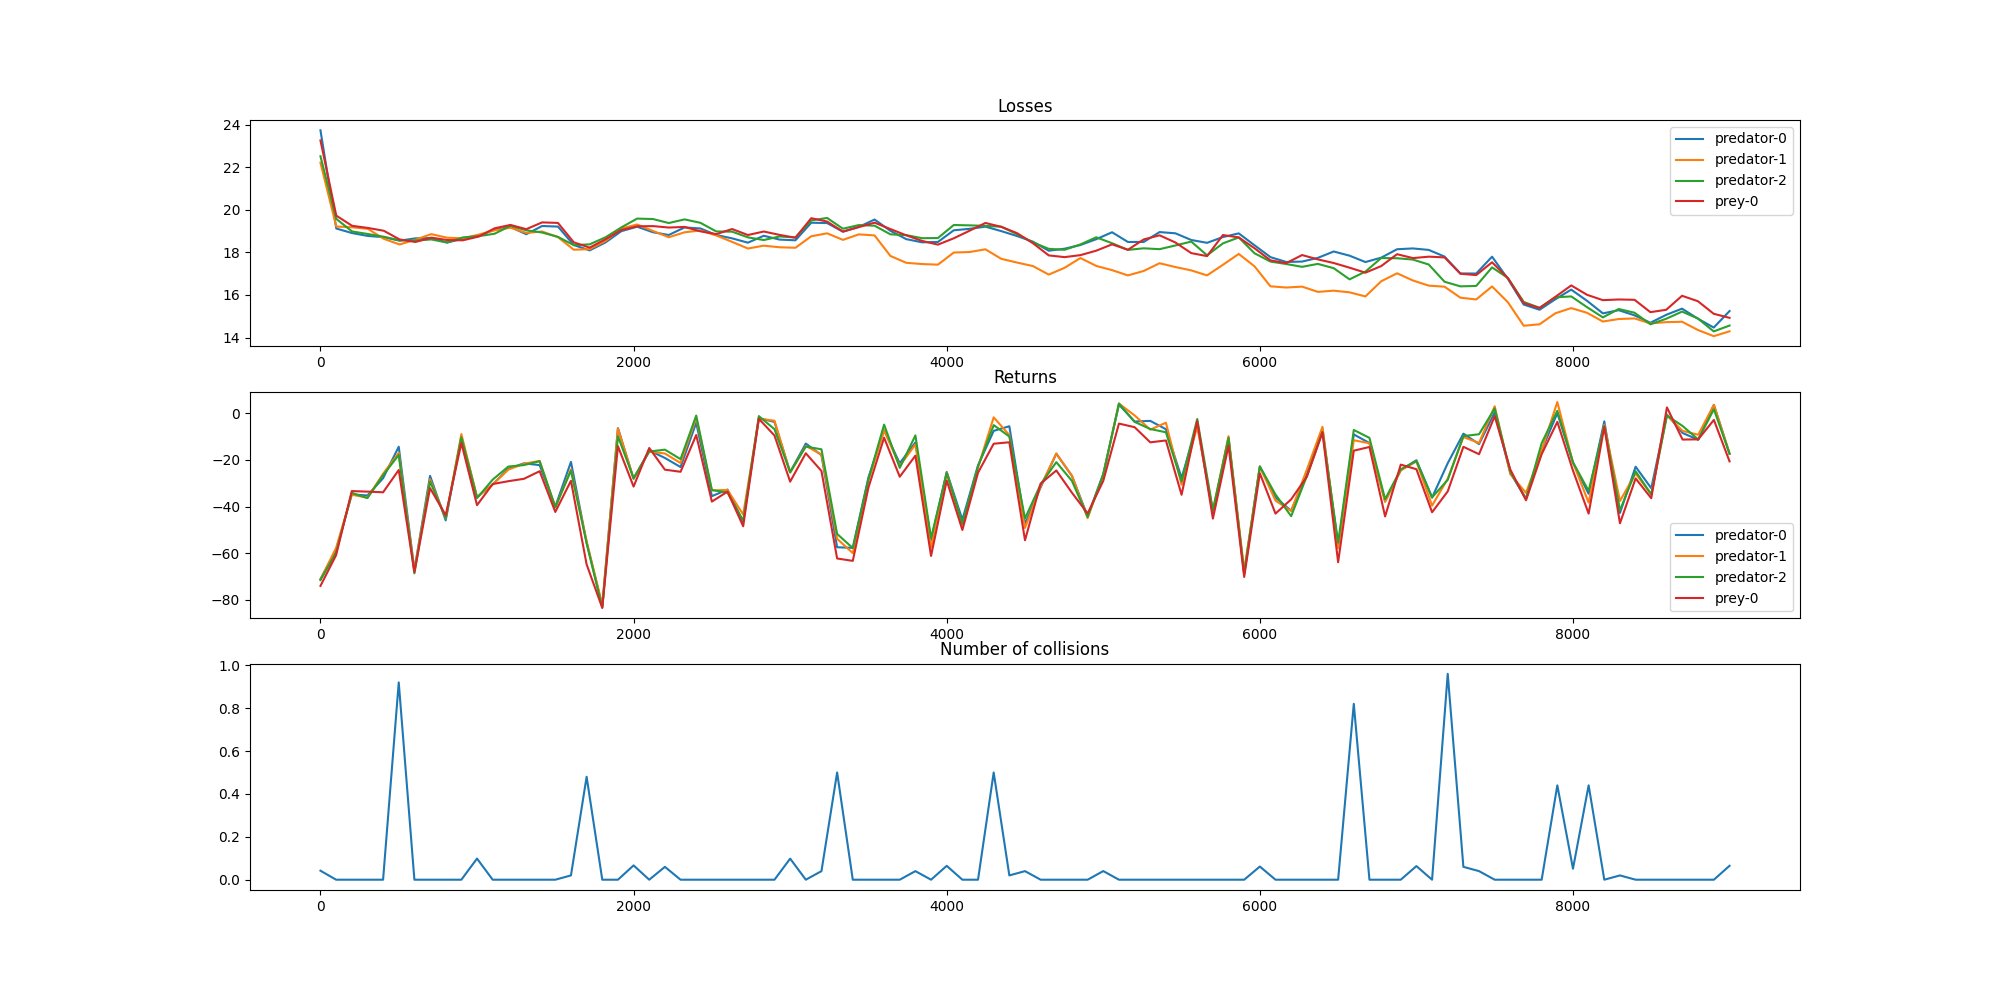 Losses
24
22
20
18
16
14
predator-0
predator-1
predator-2
prey-0
0 2000 4000 6000 8000
Returns
0
−20
−40
−60
−80
predator-0
predator-1
predator-2
prey-0
0 2000 4000 6000 8000
Number of collisions
1.0
0.8
0.6
0.4
0.2
0.0
0 2000 4000 6000 8000